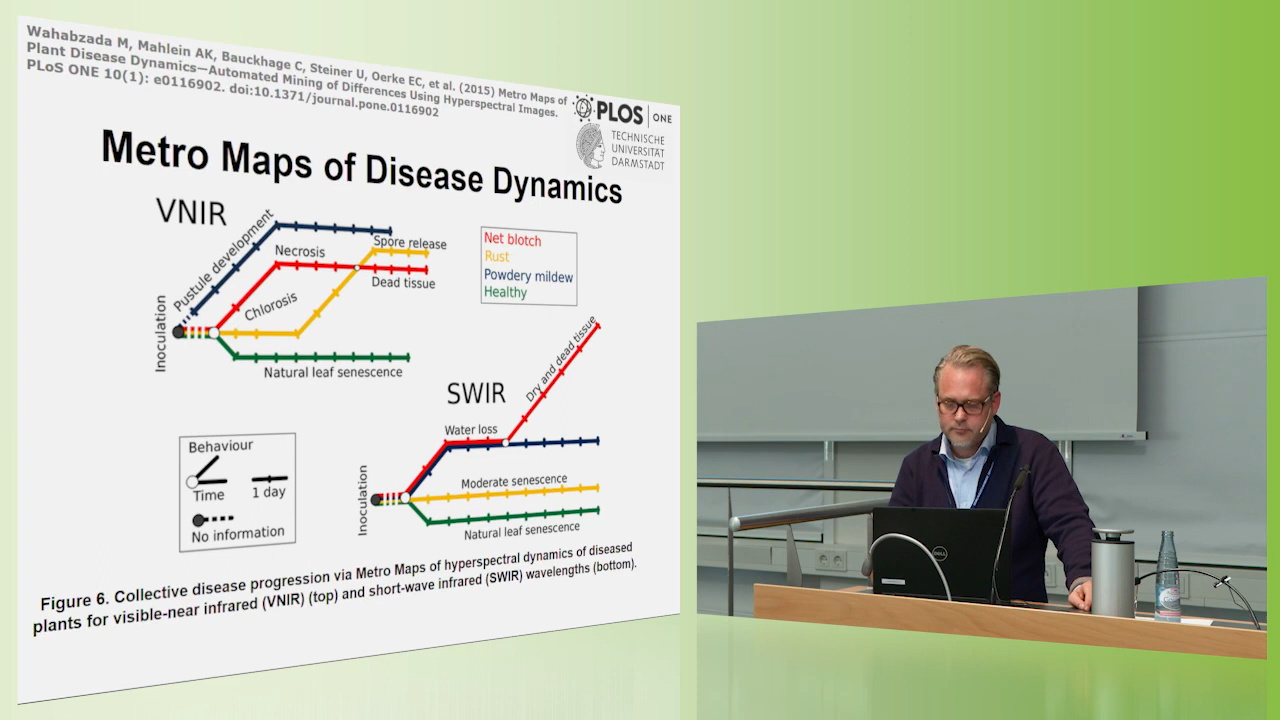 Wahabzada M, Mahlein AK, Bauckhage C, Steiner U, Oerke EC, et al. (2015) Metro Maps of
Plant Disease Dynamics—Automated Mining of Differences Using Hyperspectral Images.
PLoS ONE 10(1): e0116902. doi:10.1371/journal.pone.0116902
PLOS ONE
TECHNISCHE
UNIVERSITÄT
DARMSTADT
Metro Maps of Disease Dynamics
VNIR
Pustule development
Spore release
Necrosis
Dead tissue
Chlorosis
Inoculation
Natural leaf senescence
Net blotch
Rust
Powdery mildew
Healthy
SWIR
Dry and dead tissue
Water loss
Inoculation
Moderate senescence
Natural leaf senescence
Behaviour
Time
1 day
No information
Figure 6. Collective disease progression via Metro Maps of hyperspectral dynamics of diseased
plants for visible-near infrared (VNIR) (top) and short-wave infrared (SWIR) wavelengths (bottom).
DELL